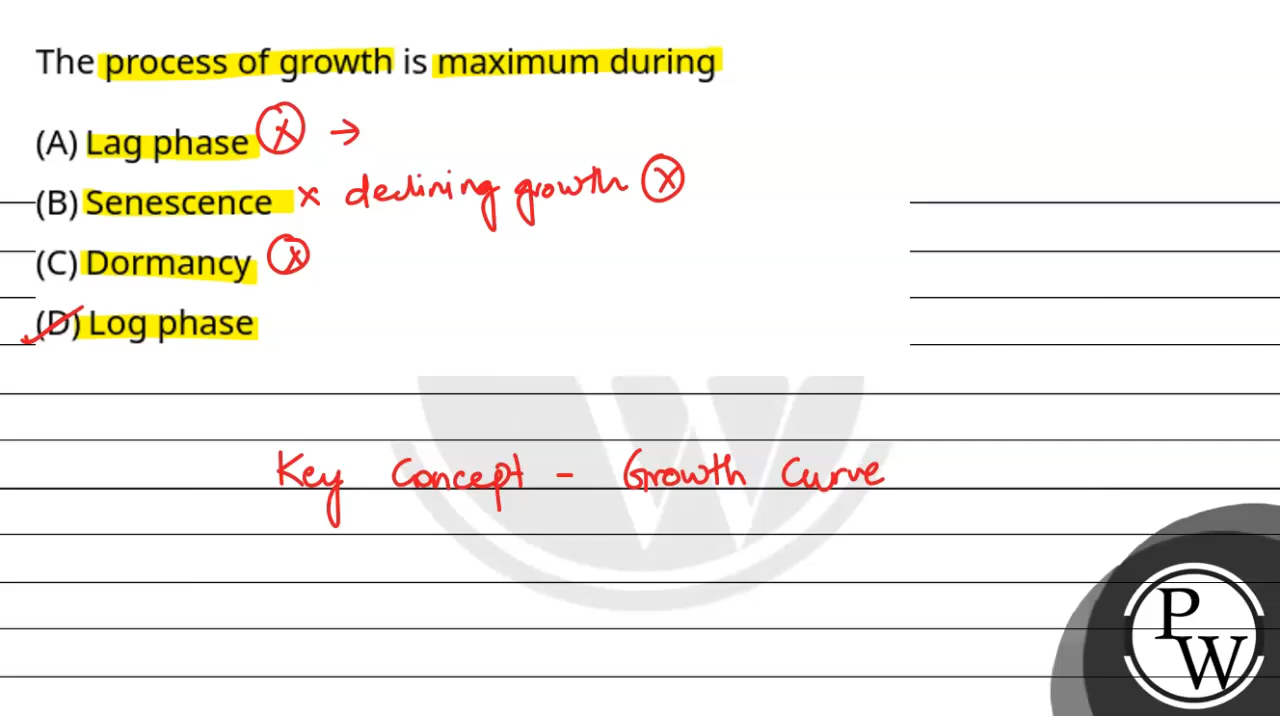 The process of growth is maximum during
(A) Lag phase x →
(B) Senescence x declining growth x
(C) Dormancy x
(D) Log phase
Key Concept - Growth Curve
W
P
W